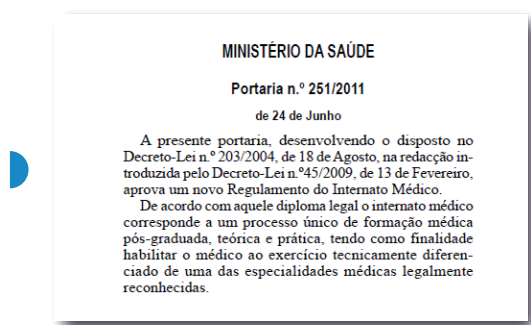 MINISTÉRIO DA SAÚDE
Portaria n.º 251/2011
de 24 de Junho
A presente portaria, desenvolvendo o disposto no
Decreto-Lei n.º 203/2004, de 18 de Agosto, na redacção in-
troduzida pelo Decreto-Lei n.º45/2009, de 13 de Fevereiro,
aprova um novo Regulamento do Internato Médico.
De acordo com aquele diploma legal o internato médico
corresponde a um processo único de formação médica
pós-graduada, teórica e prática, tendo como finalidade
habilitar o médico ao exercício tecnicamente diferen-
ciado de uma das especialidades médicas legalmente
reconhecidas.